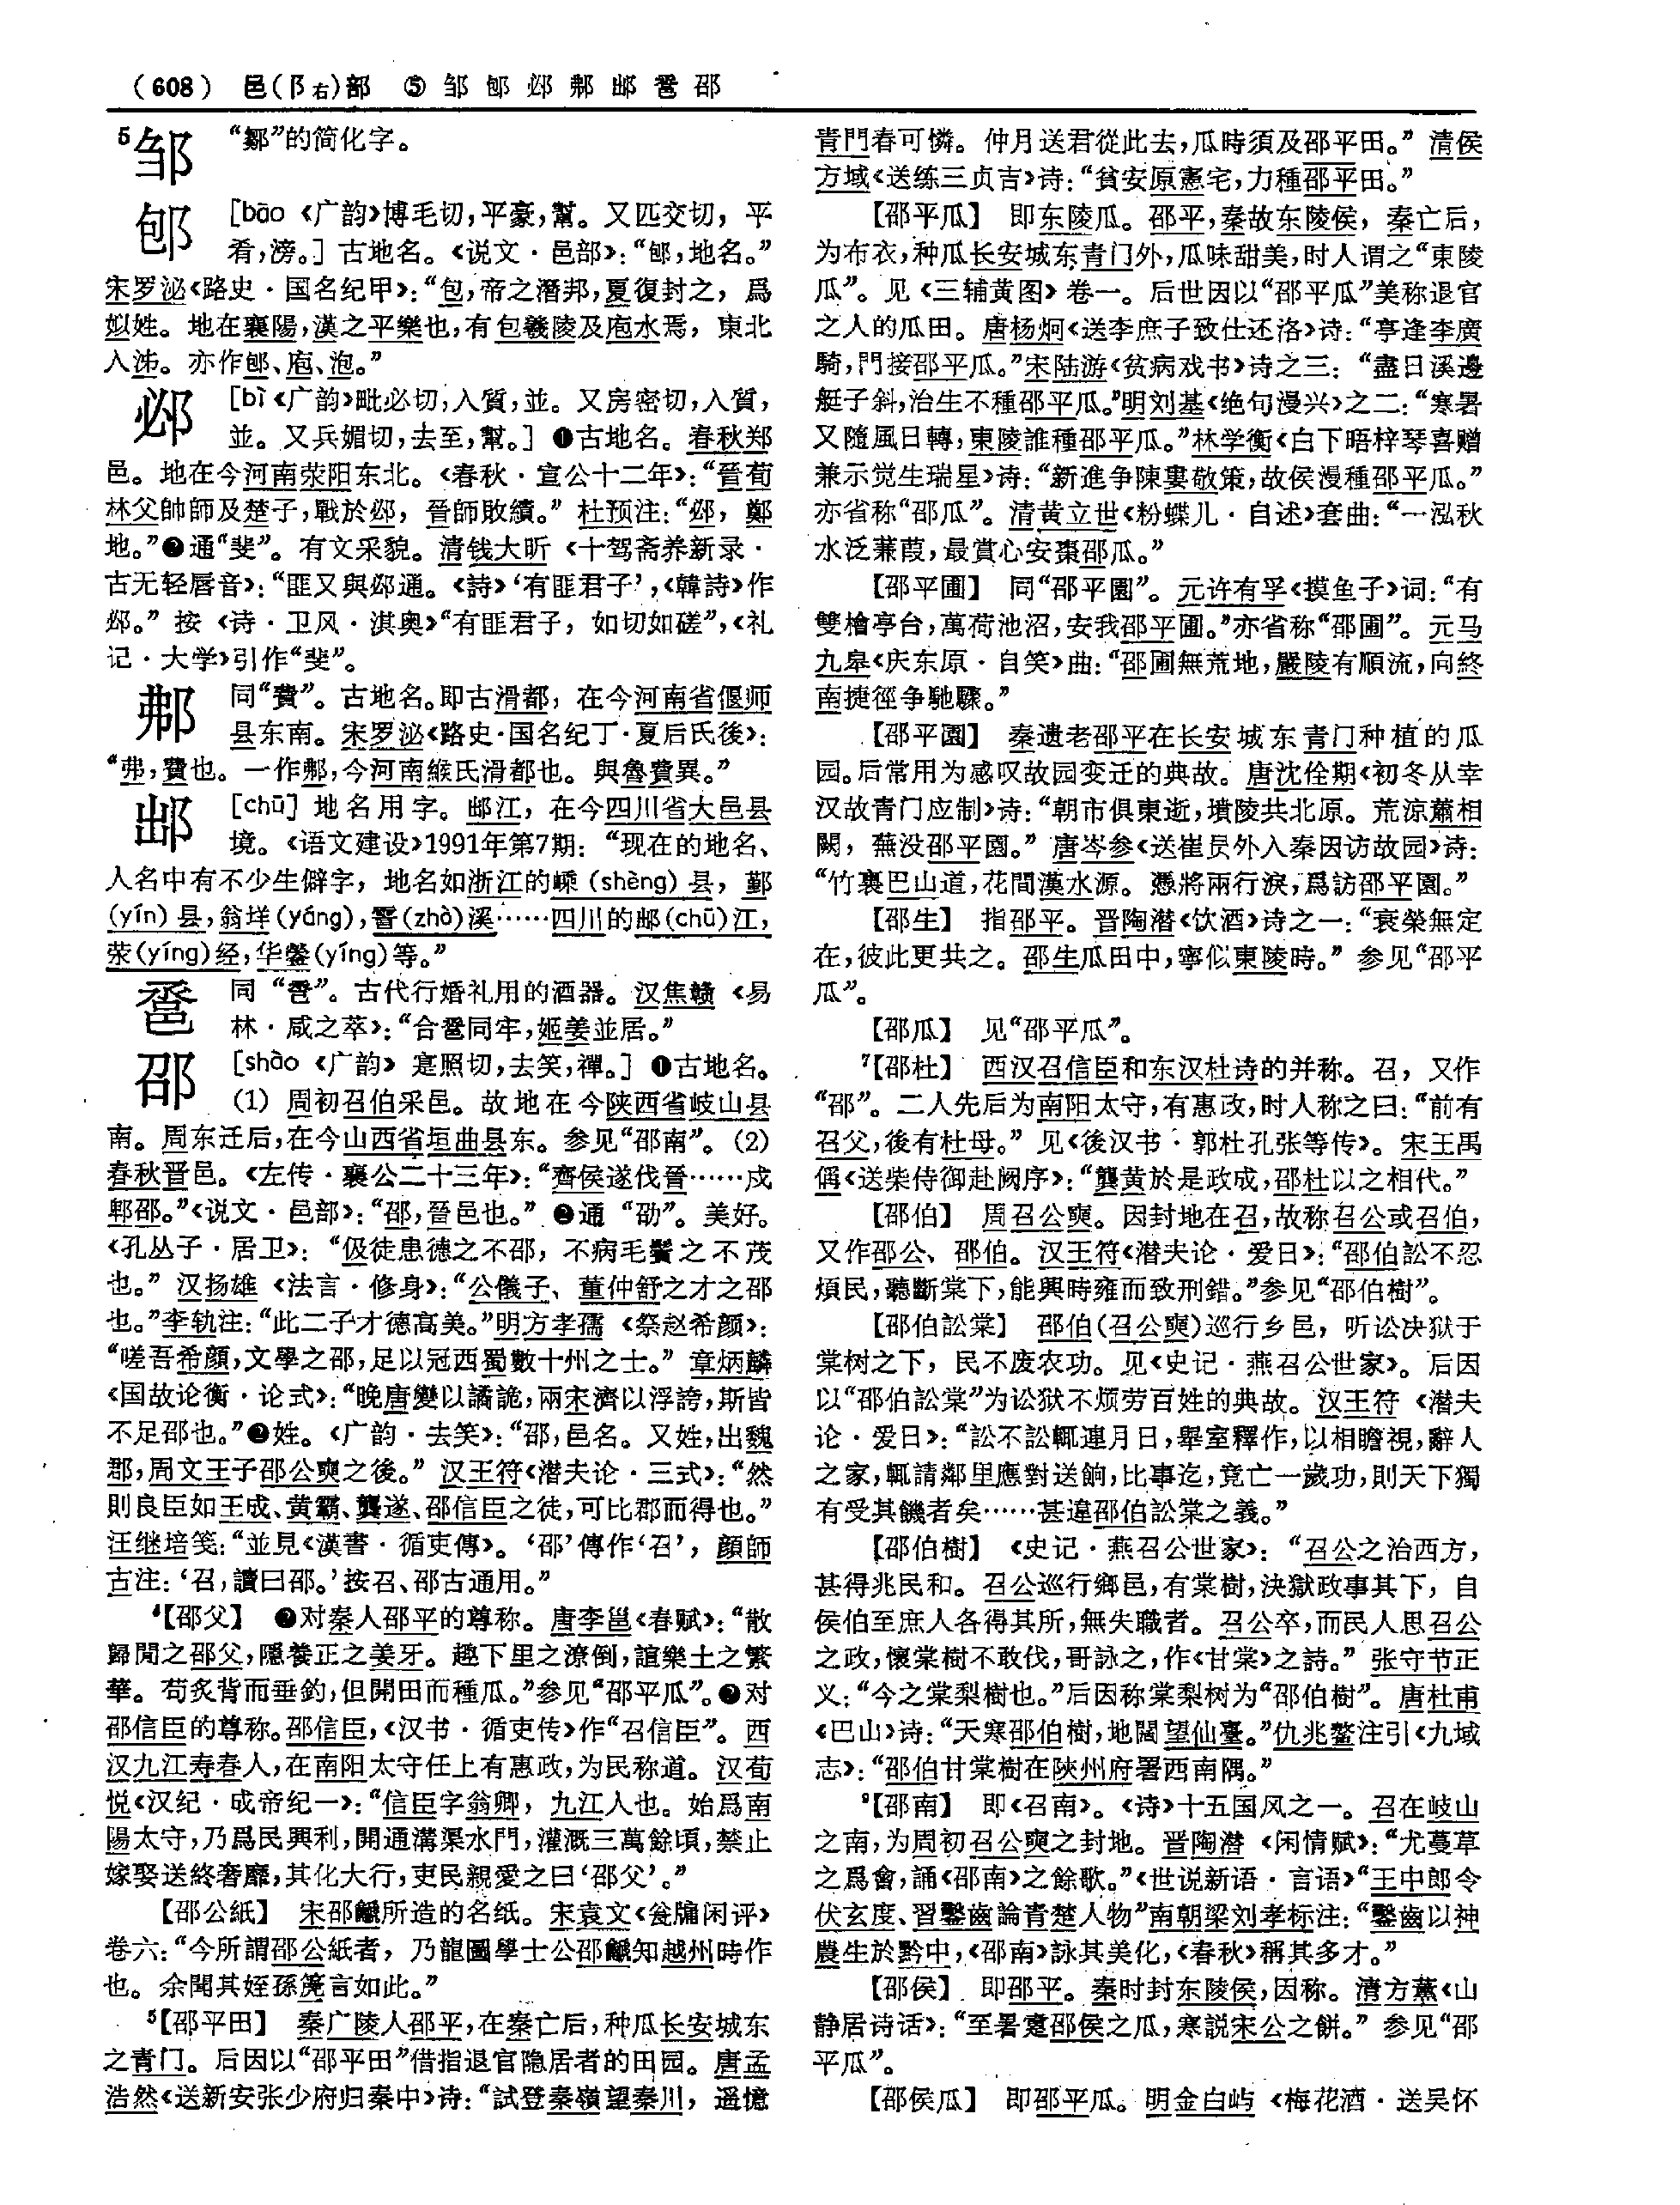 （608） 邑(阝右)部 ⑤ 邹 郇 邲 郱 䢺 𨛜 邵
5邹 “鄒”的简化字。
𨚔 [bāo《广韵》博毛切，平豪，幫。又匹交切，平
肴，滂。] 古地名。《说文·邑部》：“𨚔，地名。”
宋罗泌《路史·国名纪甲》：“包，帝之潛邦，夏復封之，爲
姒姓。地在襄陽，漢之平樂也，有包羲陵及庖水焉，東北
入泲。亦作𨚔、庖、泡。”
邲 [bì《广韵》毗必切，入質，並。又房密切，入質，
並。又兵媚切，去至，幫。] ❶古地名。春秋郑
邑。地在今河南荥阳东北。《春秋·宣公十二年》：“晉荀
林父帥師及楚子，戰於邲，晉師敗績。” 杜预注：“邲，鄭
地。”❷通“斐”。有文采貌。清钱大昕《十驾斋养新录·
古无轻唇音》：“匪又與邲通。《詩》‘有匪君子’，《韓詩》作
邲。” 按《诗·卫风·淇奥》“有匪君子，如切如磋”，《礼
记·大学》引作“斐”。
同“費”。古地名。即古滑都，在今河南省偃师
县东南。宋罗泌《路史·国名纪丁·夏后氏後》：
“弗，費也。一作𨚓，今河南緱氏滑都也。與魯費異。”
䢺 [chū] 地名用字。䢺江，在今四川省大邑县
境。《语文建设》1991年第7期：“现在的地名、
人名中有不少生僻字，地名如浙江的嵊（shèng）县，鄞
（yín）县，翁垟（yáng），硩（zhò）溪……四川的䢺（chū）江，
荥（yíng）经，华蓥（yíng）等。”
同“卺”。古代行婚礼用的酒器。汉焦赣《易
林·咸之萃》：“合卺同牢，姬姜並居。”
邵 [shào《广韵》寔照切，去笑，禪。] ❶古地名。
（1）周初召伯采邑。故地在今陕西省岐山县
南。周东迁后，在今山西省垣曲县东。参见“邵南”。（2）
春秋晋邑。《左传·襄公二十三年》：“齊侯遂伐晉……戍
郫邵。”《说文·邑部》：“邵，晉邑也。” ❷通“劭”。美好。
《孔丛子·居卫》：“伋徒患德之不邵，不病毛鬢之不茂
也。” 汉扬雄《法言·修身》：“公儀子、董仲舒之才之邵
也。”李轨注：“此二子才德高美。”明方孝孺《祭赵希颜》：
“嗟吾希顔，文學之邵，足以冠西蜀數十州之士。” 章炳麟
《国故论衡·论式》：“晚唐變以譎詭，兩宋濟以浮誇，斯皆
不足邵也。”❸姓。《广韵·去笑》：“邵，邑名。又姓，出魏
郡，周文王子邵公奭之後。” 汉王符《潜夫论·三式》：“然
則良臣如王成、黄霸、龔遂、邵信臣之徒，可比郡而得也。”
汪继培笺：“並見《漢書·循吏傳》。‘邵’傳作‘召’，顔師
古注：‘召，讀曰邵。’按召、邵古通用。”
4【邵父】 ❶对秦人邵平的尊称。唐李邕《春赋》：“散
歸閒之邵父，隱養正之姜牙。趣下里之潦倒，諠樂土之繁
華。苟炙背而垂釣，但開田而種瓜。”参见“邵平瓜”。❷对
邵信臣的尊称。邵信臣，《汉书·循吏传》作“召信臣”。西
汉九江寿春人，在南阳太守任上有惠政，为民称道。汉荀
悦《汉纪·成帝纪一》：“信臣字翁卿，九江人也。始爲南
陽太守，乃爲民興利，開通溝渠水門，灌溉三萬餘頃，禁止
嫁娶送終奢靡，其化大行，吏民親愛之曰‘邵父’。”
【邵公紙】 宋邵䶵所造的名纸。宋袁文《瓮牖闲评》
卷六：“今所謂邵公紙者，乃龍圖學士公邵䶵知越州時作
也。余聞其姪孫箎言如此。”
5【邵平田】 秦广陵人邵平，在秦亡后，种瓜长安城东
之青门。后因以“邵平田”借指退官隐居者的田园。唐孟
浩然《送新安张少府归秦中》诗：“試登秦嶺望秦川，遥憶
青門春可憐。仲月送君從此去，瓜時須及邵平田。” 清侯
方域《送练三贞吉》诗：“貧安原憲宅，力種邵平田。”
【邵平瓜】 即东陵瓜。邵平，秦故东陵侯，秦亡后，
为布衣，种瓜长安城东青门外，瓜味甜美，时人谓之“東陵
瓜”。见《三辅黄图》卷一。后世因以“邵平瓜”美称退官
之人的瓜田。唐杨炯《送李庶子致仕还洛》诗：“亭逢李廣
騎，門接邵平瓜。”宋陆游《贫病戏书》诗之三：“盡日溪邊
艇子斜，治生不種邵平瓜。”明刘基《绝句漫兴》之二：“寒暑
又隨風日轉，東陵誰種邵平瓜。”林学衡《白下晤梓琴喜赠
兼示觉生瑞星》诗：“新進争陳婁敬策，故侯漫種邵平瓜。”
亦省称“邵瓜”。清黄立世《粉蝶儿·自述》套曲：“一泓秋
水泛蒹葭，最賞心安棗邵瓜。”
【邵平圃】 同“邵平園”。元许有孚《摸鱼子》词：“有
雙檜亭台，萬荷池沼，安我邵平圃。”亦省称“邵圃”。元马
九皋《庆东原·自笑》曲：“邵圃無荒地，嚴陵有順流，向終
南捷徑争馳驟。”
【邵平園】 秦遗老邵平在长安城东青门种植的瓜
园。后常用为感叹故园变迁的典故。唐沈佺期《初冬从幸
汉故青门应制》诗：“朝市俱東逝，墳陵共北原。荒涼蕭相
闕，蕪没邵平園。” 唐岑参《送崔员外入秦因访故园》诗：
“竹裏巴山道，花間漢水源。憑將兩行淚，爲訪邵平園。”
【邵生】 指邵平。晋陶潜《饮酒》诗之一：“衰榮無定
在，彼此更共之。邵生瓜田中，寧似東陵時。” 参见“邵平
瓜”。
【邵瓜】 见“邵平瓜”。
7【邵杜】 西汉召信臣和东汉杜诗的并称。召，又作
“邵”。二人先后为南阳太守，有惠政，时人称之曰：“前有
召父，後有杜母。” 见《後汉书·郭杜孔张等传》。宋王禹
偁《送柴侍御赴阙序》：“龔黄於是政成，邵杜以之相代。”
【邵伯】 周召公奭。因封地在召，故称召公或召伯，
又作邵公、邵伯。汉王符《潜夫论·爱日》：“邵伯訟不忍
煩民，聽斷棠下，能興時雍而致刑錯。”参见“邵伯樹”。
【邵伯訟棠】 邵伯（召公奭）巡行乡邑，听讼决狱于
棠树之下，民不废农功。见《史记·燕召公世家》。后因
以“邵伯訟棠”为讼狱不烦劳百姓的典故。汉王符《潜夫
论·爱日》：“訟不訟輒連月日，舉室釋作，以相瞻視，辭人
之家，輒請鄰里應對送餉，比事迄，竟亡一歲功，則天下獨
有受其饑者矣……甚違邵伯訟棠之義。”
【邵伯樹】 《史记·燕召公世家》：“召公之治西方，
甚得兆民和。召公巡行鄉邑，有棠樹，決獄政事其下，自
侯伯至庶人各得其所，無失職者。召公卒，而民人思召公
之政，懷棠樹不敢伐，哥詠之，作《甘棠》之詩。” 张守节正
义：“今之棠梨樹也。”后因称棠梨树为“邵伯樹”。唐杜甫
《巴山》诗：“天寒邵伯樹，地闊望仙臺。”仇兆鳌注引《九域
志》：“邵伯甘棠樹在陝州府署西南隅。”
9【邵南】 即《召南》。《诗》十五国风之一。召在岐山
之南，为周初召公奭之封地。晋陶潜《闲情赋》：“尤蔓草
之爲會，誦《邵南》之餘歌。”《世说新语·言语》“王中郎令
伏玄度、習鑿齒論青楚人物”南朝梁刘孝标注：“鑿齒以神
農生於黔中，《邵南》詠其美化，《春秋》稱其多才。”
【邵侯】 即邵平。秦时封东陵侯，因称。清方薰《山
静居诗话》：“至署寔邵侯之瓜，寒説宋公之餅。” 参见“邵
平瓜”。
【邵侯瓜】 即邵平瓜。明金白屿《梅花酒·送吴怀